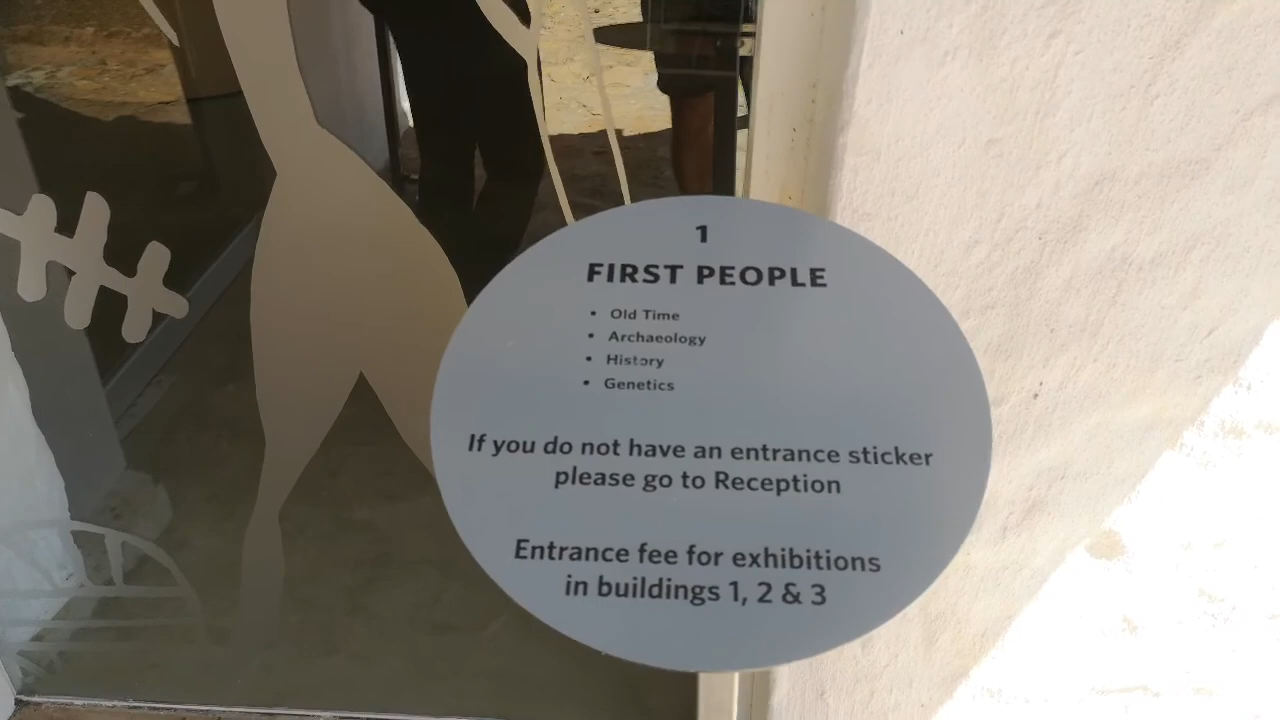 1
FIRST PEOPLE
• Old Time
• Archaeology
• History
• Genetics
If you do not have an entrance sticker
please go to Reception
Entrance fee for exhibitions
in buildings 1, 2 & 3